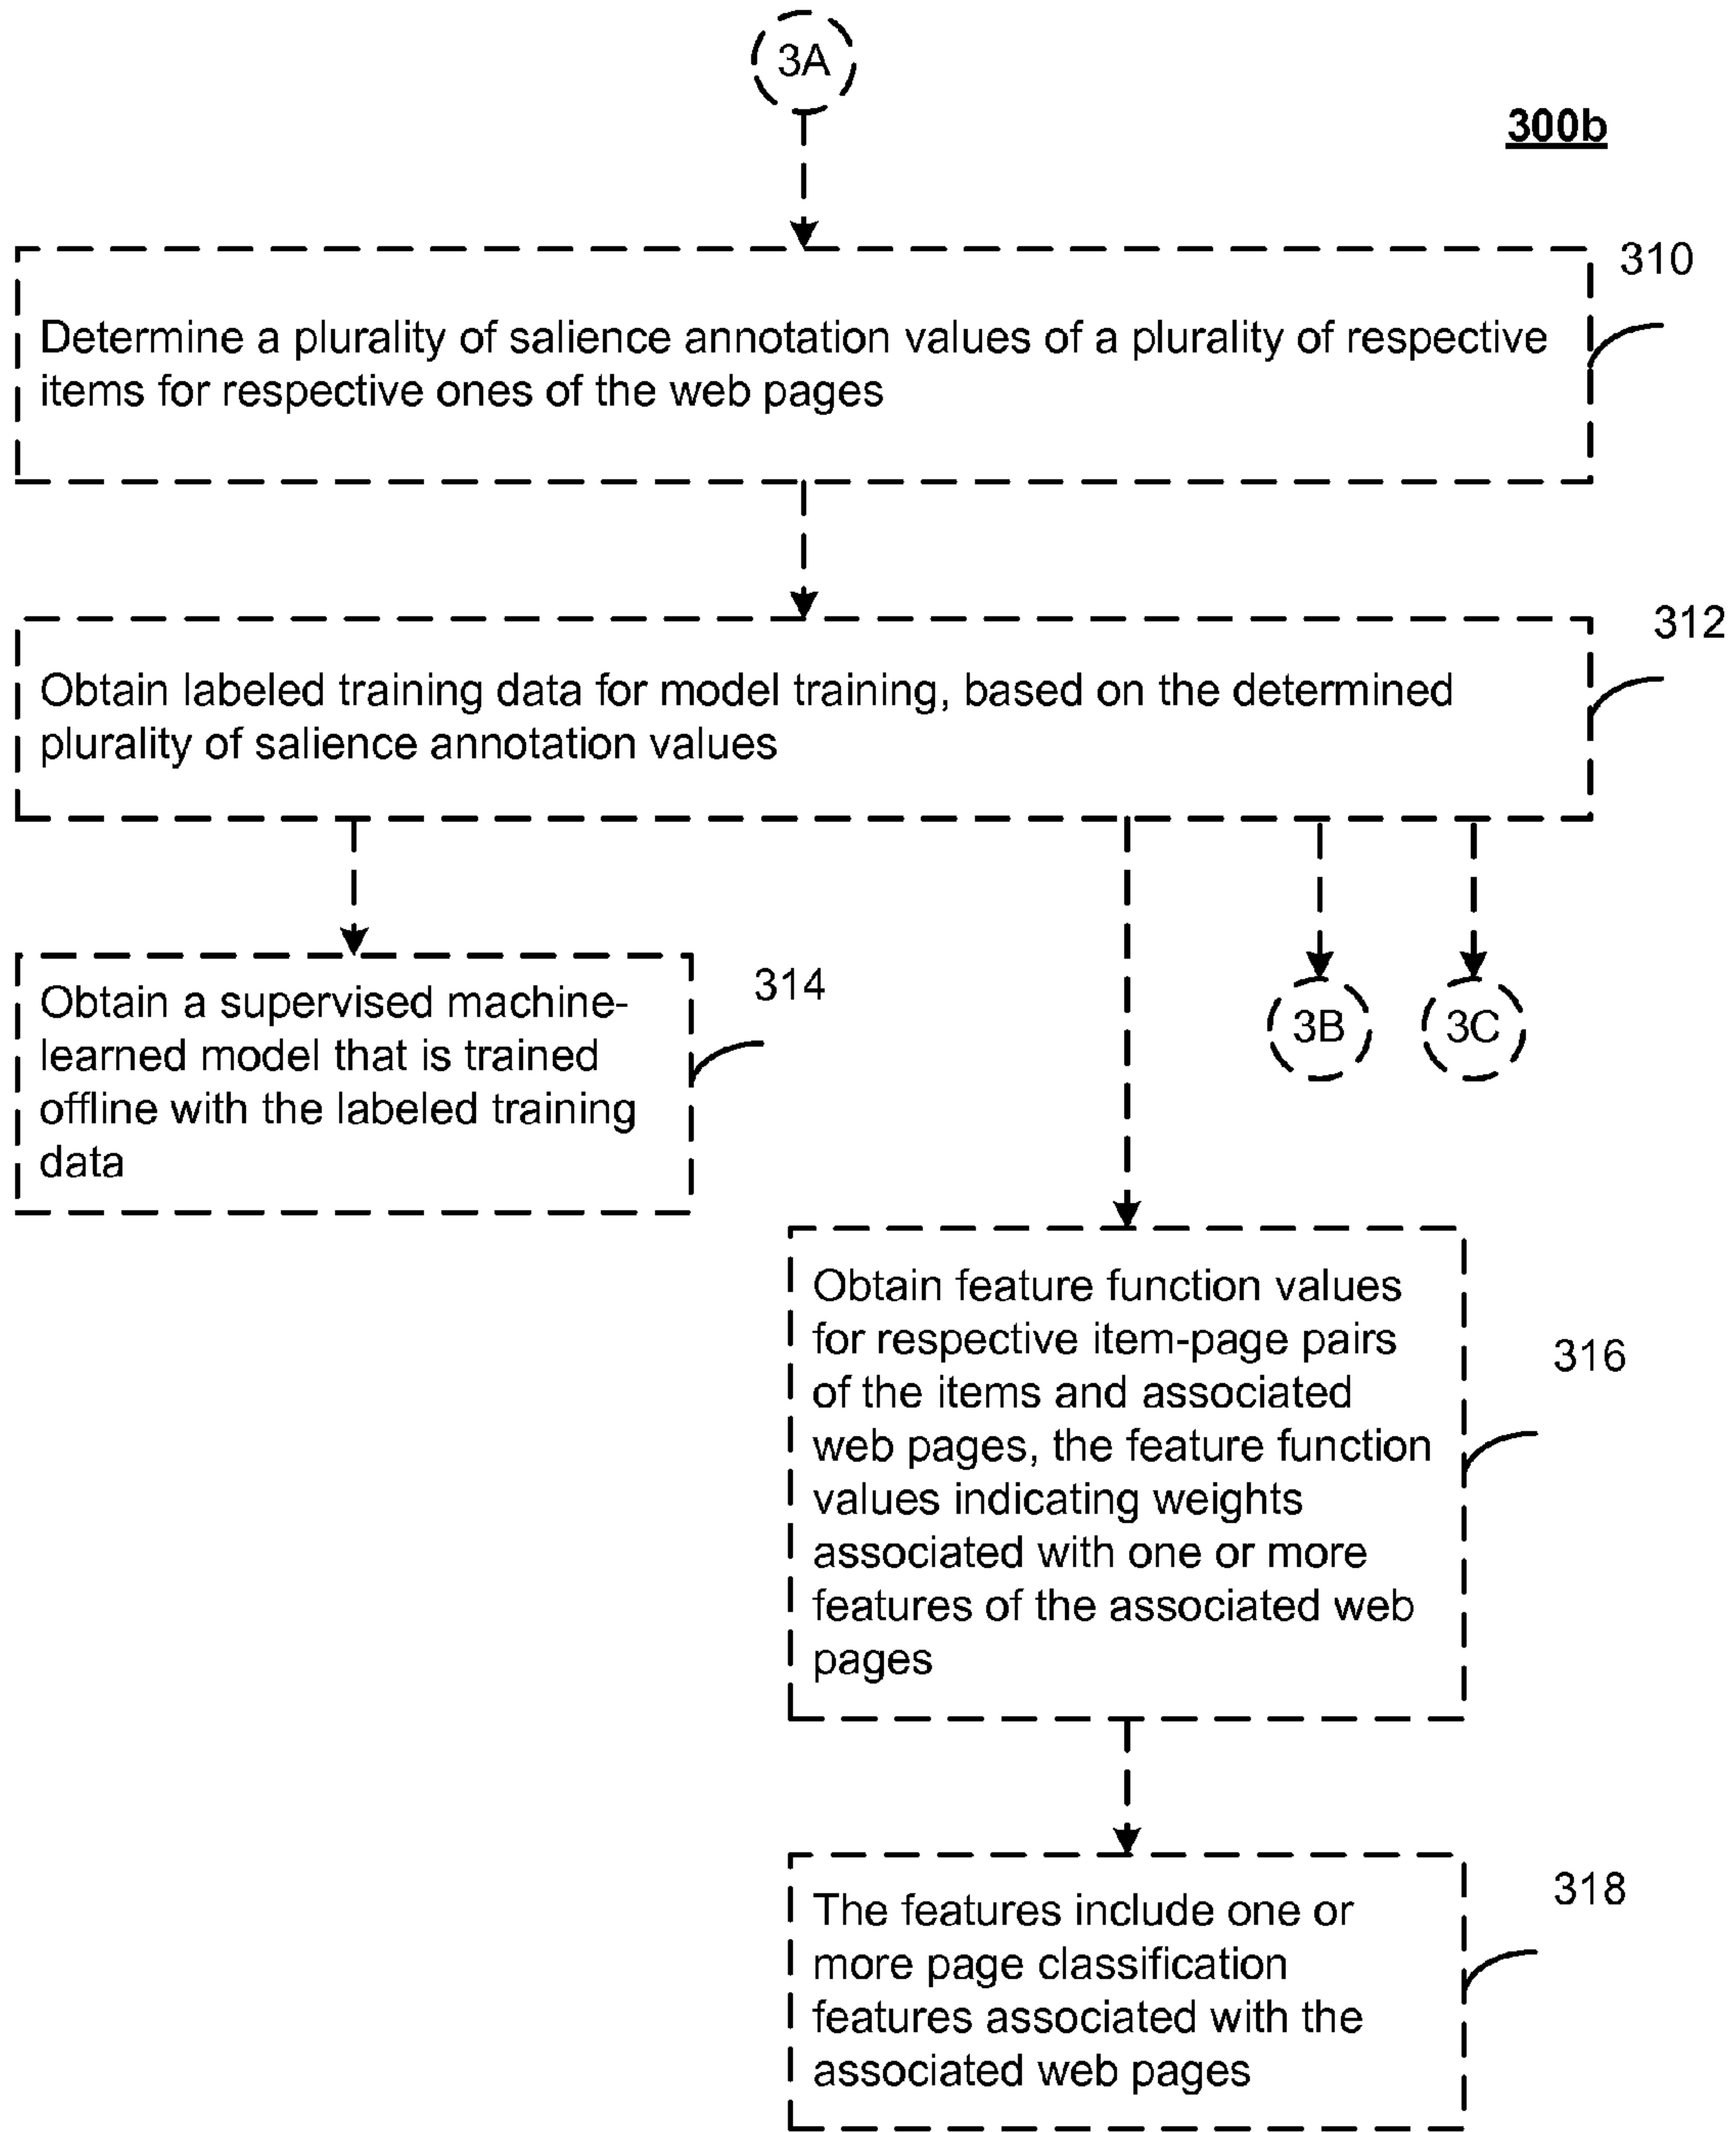 3A
300b
310
Determine a plurality of salience annotation values of a plurality of respective
items for respective ones of the web pages
312
Obtain labeled training data for model training, based on the determined
plurality of salience annotation values
314
Obtain a supervised machine-
learned model that is trained
offline with the labeled training
data
3B
3C
Obtain feature function values
for respective item-page pairs
of the items and associated
web pages, the feature function
values indicating weights
associated with one or more
features of the associated web
pages
316
The features include one or
more page classification
features associated with the
associated web pages
318